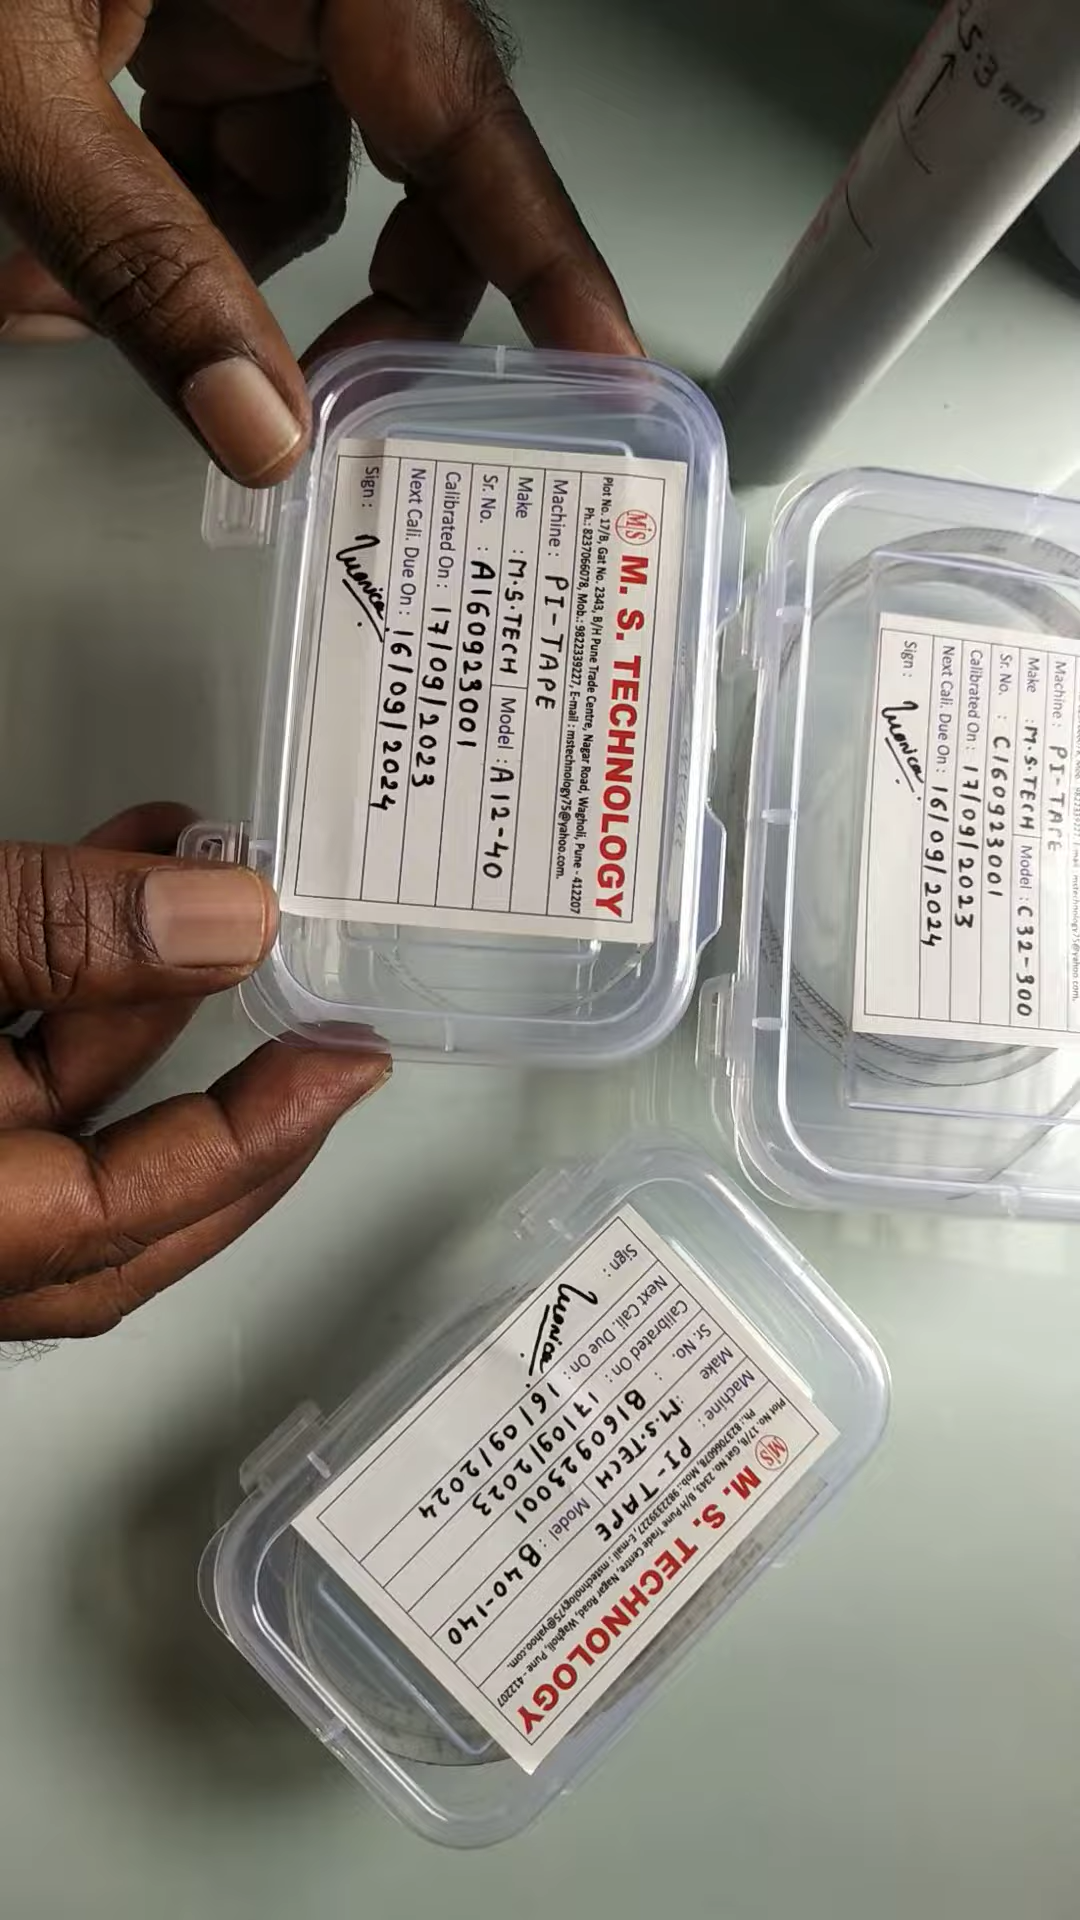 M/S M. S. TECHNOLOGY
Plot No. 17/B, Gat No. 2343, B/H Pune Trade Centre, Nagar Road, Wagholi, Pune - 412207
Ph.: 8237066078, Mob.: 9822339227, E-mail : mstechnology75@yahoo.com.
Machine : PI-TAPE
Make : M.S.TECH Model : A12-40
Sr. No. : A160923001
Calibrated On : 17/09/2023
Next Cali. Due On : 16/09/2024
Sign : Monica
Machine : PI-TAPE
Make : M.S.TECH Model : C32-300
Sr. No. : C160923001
Calibrated On : 17/09/2023
Next Cali. Due On : 16/09/2024
Sign : Monica
M/S M. S. TECHNOLOGY
Plot No. 17/B, Gat No. 2343, B/H Pune Trade Centre, Nagar Road, Wagholi, Pune - 412207
Ph.: 8237066078, Mob.: 9822339227, E-mail : mstechnology75@yahoo.com.
Machine : PI-TAPE
Make : M.S.TECH Model : B40-140
Sr. No. : B160923001
Calibrated On : 17/09/2023
Next Cali. Due On : 16/09/2024
Sign : Monica